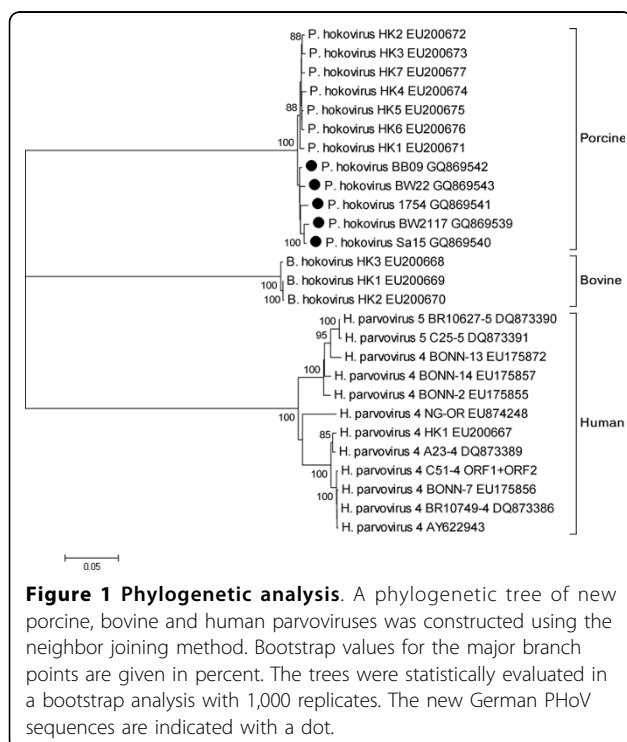 88
P. hokovirus HK2 EU200672
P. hokovirus HK3 EU200673
P. hokovirus HK7 EU200677
P. hokovirus HK4 EU200674
88
P. hokovirus HK5 EU200675
P. hokovirus HK6 EU200676
100
P. hokovirus HK1 EU200671
P. hokovirus BB09 GQ869542
P. hokovirus BW22 GQ869543
P. hokovirus 1754 GQ869541
P. hokovirus BW2117 GQ869539
100
P. hokovirus Sa15 GQ869540
Porcine
B. hokovirus HK3 EU200668
100
B. hokovirus HK1 EU200669
100
B. hokovirus HK2 EU200670
Bovine
100
H. parvovirus 5 BR10627-5 DQ873390
95
H. parvovirus 5 C25-5 DQ873391
H. parvovirus 4 BONN-13 EU175872
100
H. parvovirus 4 BONN-14 EU175857
H. parvovirus 4 BONN-2 EU175855
100
H. parvovirus 4 NG-OR EU874248
85
H. parvovirus 4 HK1 EU200667
H. parvovirus 4 A23-4 DQ873389
100
H. parvovirus 4 C51-4 ORF1+ORF2
H. parvovirus 4 BONN-7 EU175856
100
H. parvovirus 4 BR10749-4 DQ873386
H. parvovirus 4 AY622943
Human
0.05
Figure 1 Phylogenetic analysis. A phylogenetic tree of new
porcine, bovine and human parvoviruses was constructed using the
neighbor joining method. Bootstrap values for the major branch
points are given in percent. The trees were statistically evaluated in
a bootstrap analysis with 1,000 replicates. The new German PHoV
sequences are indicated with a dot.